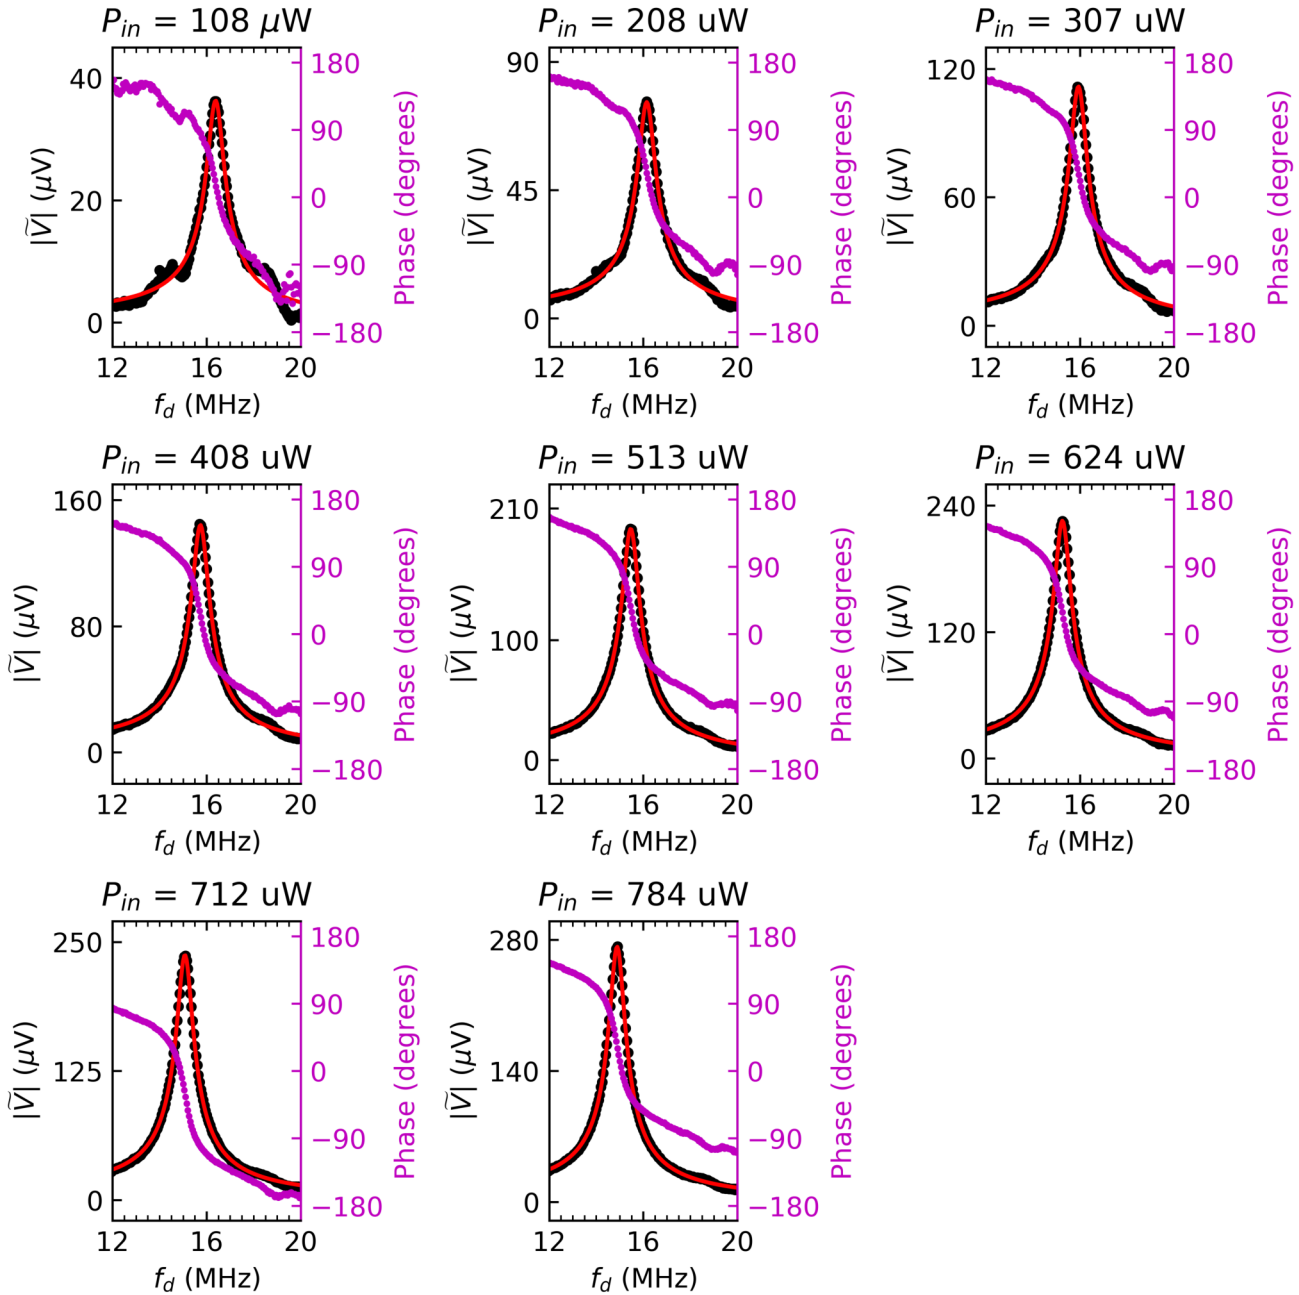 P_in = 108 μW
P_in = 208 uW
P_in = 307 uW
40
20
0
|Ṽ| (μV)
180
90
0
−90
−180
Phase (degrees)
12 16 20
f_d (MHz)
90
45
0
|Ṽ| (μV)
180
90
0
−90
−180
Phase (degrees)
12 16 20
f_d (MHz)
120
60
0
|Ṽ| (μV)
180
90
0
−90
−180
Phase (degrees)
12 16 20
f_d (MHz)
P_in = 408 uW
P_in = 513 uW
P_in = 624 uW
160
80
0
|Ṽ| (μV)
180
90
0
−90
−180
Phase (degrees)
12 16 20
f_d (MHz)
210
100
0
|Ṽ| (μV)
180
90
0
−90
−180
Phase (degrees)
12 16 20
f_d (MHz)
240
120
0
|Ṽ| (μV)
180
90
0
−90
−180
Phase (degrees)
12 16 20
f_d (MHz)
P_in = 712 uW
P_in = 784 uW
250
125
0
|Ṽ| (μV)
180
90
0
−90
−180
Phase (degrees)
12 16 20
f_d (MHz)
280
140
0
|Ṽ| (μV)
180
90
0
−90
−180
Phase (degrees)
12 16 20
f_d (MHz)